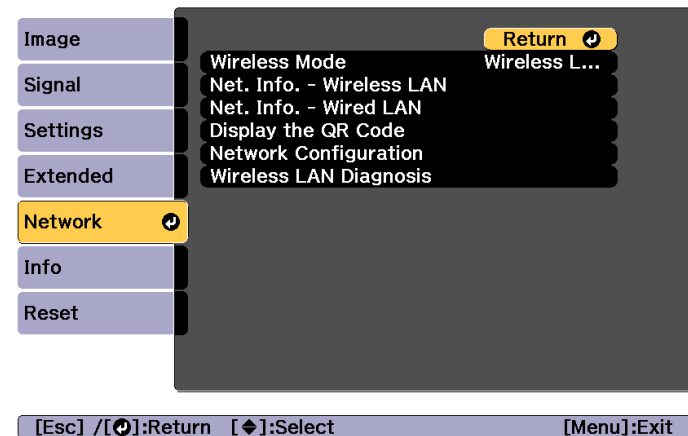 Image
Signal
Settings
Extended
Network
Info
Reset
Return
Wireless Mode Wireless L...
Net. Info. - Wireless LAN
Net. Info. - Wired LAN
Display the QR Code
Network Configuration
Wireless LAN Diagnosis
[Esc] /[⏎]:Return [◆]:Select [Menu]:Exit